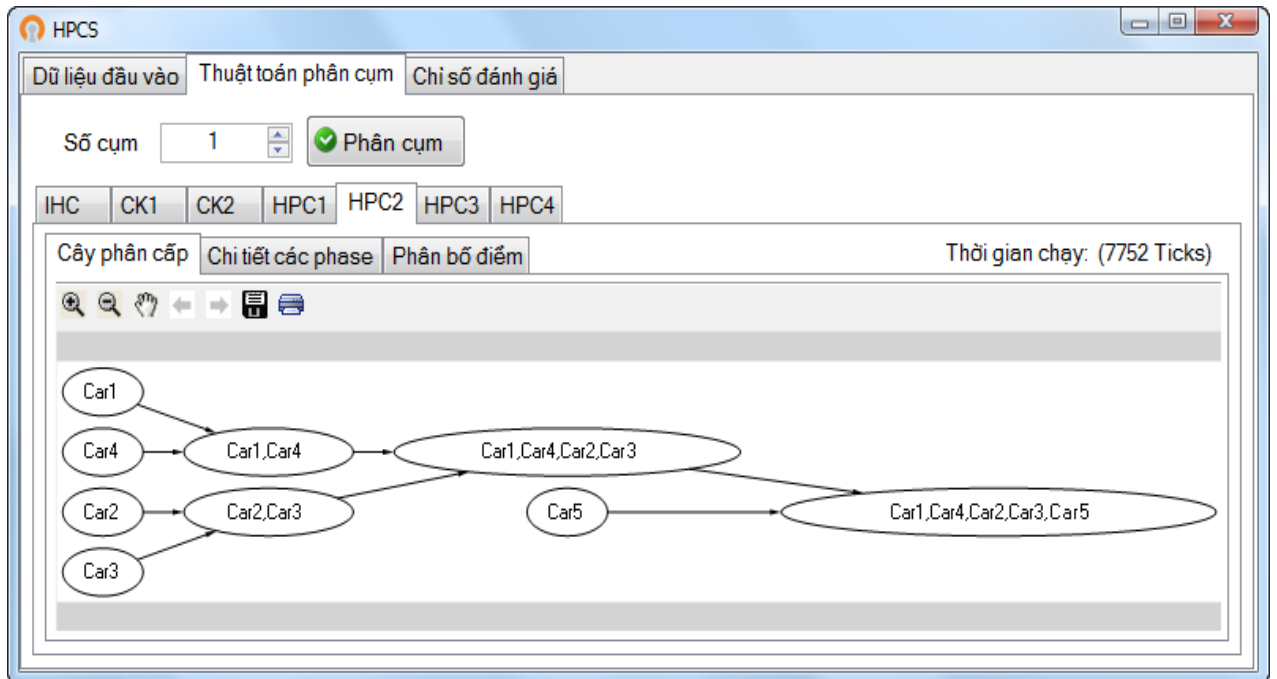 HPCS
Dữ liệu đầu vào Thuật toán phân cụm Chỉ số đánh giá
Số cụm 1 Phân cụm
IHC CK1 CK2 HPC1 HPC2 HPC3 HPC4
Cây phân cấp Chi tiết các phase Phân bố điểm Thời gian chạy: (7752 Ticks)
Car1
Car4 Car1,Car4 Car1,Car4,Car2,Car3
Car2 Car2,Car3 Car5 Car1,Car4,Car2,Car3,Car5
Car3